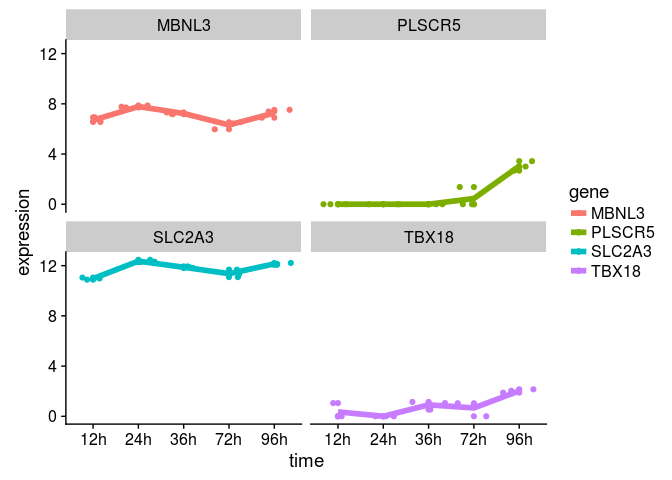 MBNL3 PLSCR5
12
8
4
0
SLC2A3 TBX18
12
8
4
0
12h 24h 36h 72h 96h 12h 24h 36h 72h 96h
time
expression
gene
MBNL3
PLSCR5
SLC2A3
TBX18